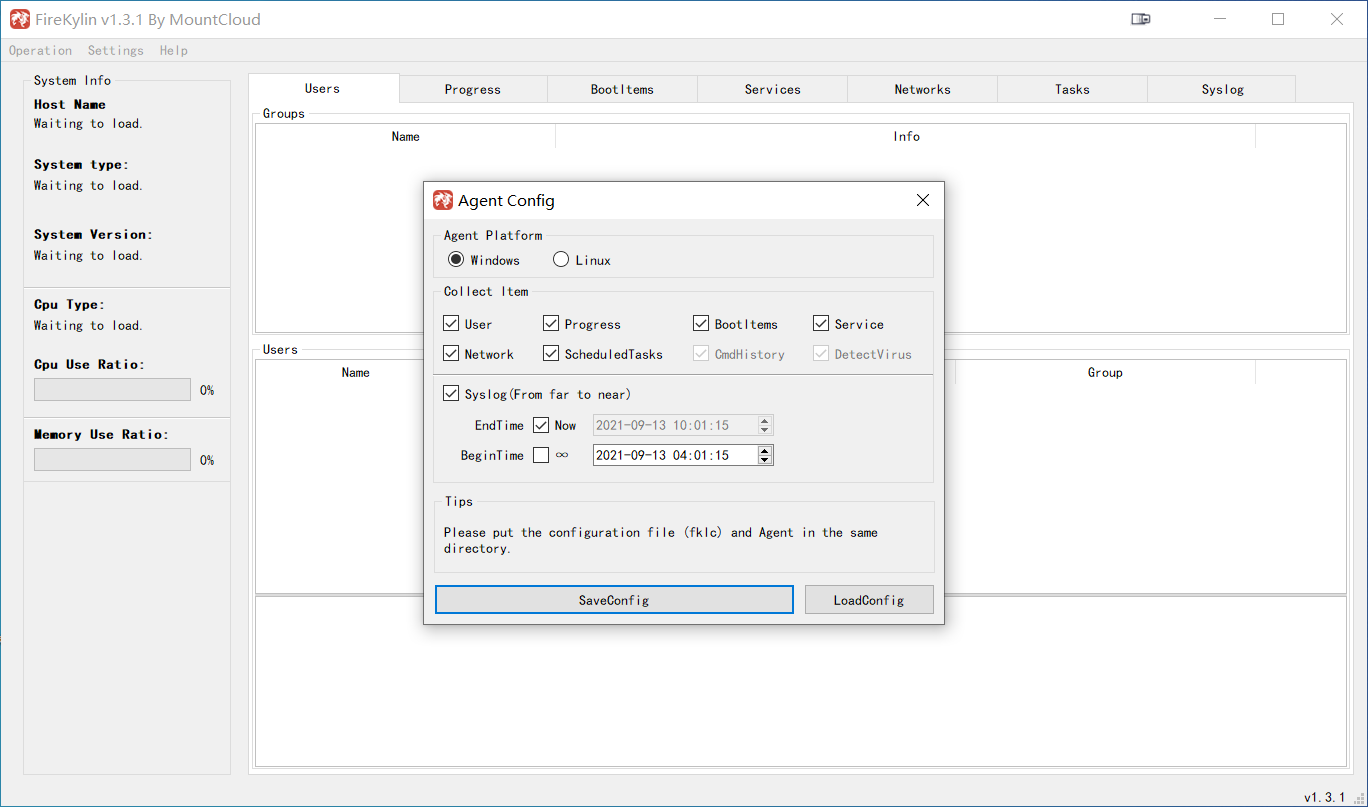 FireKylin v1.3.1 By MountCloud
Operation Settings Help
System Info
Host Name
Waiting to load.
System type:
Waiting to load.
System Version:
Waiting to load.
Cpu Type:
Waiting to load.
Cpu Use Ratio:
0%
Memory Use Ratio:
0%
Users Progress BootItems Services Networks Tasks Syslog
Groups
Name Info
Users
Name Group
Agent Config
Agent Platform
Windows Linux
Collect Item
User Progress BootItems Service
Network ScheduledTasks CmdHistory DetectVirus
Syslog(From far to near)
EndTime Now 2021-09-13 10:01:15
BeginTime ∞ 2021-09-13 04:01:15
Tips
Please put the configuration file (fklc) and Agent in the same
directory.
SaveConfig LoadConfig
v1.3.1